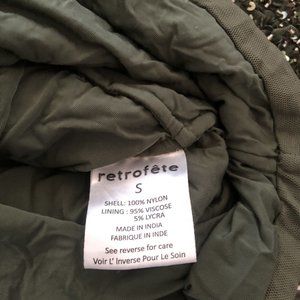 retrofête
S
SHELL: 100% NYLON
LINING : 95% VISCOSE
5% LYCRA
MADE IN INDIA
FABRIQUE IN INDE
See reverse for care
Voir L' Inverse Pour Le Soin